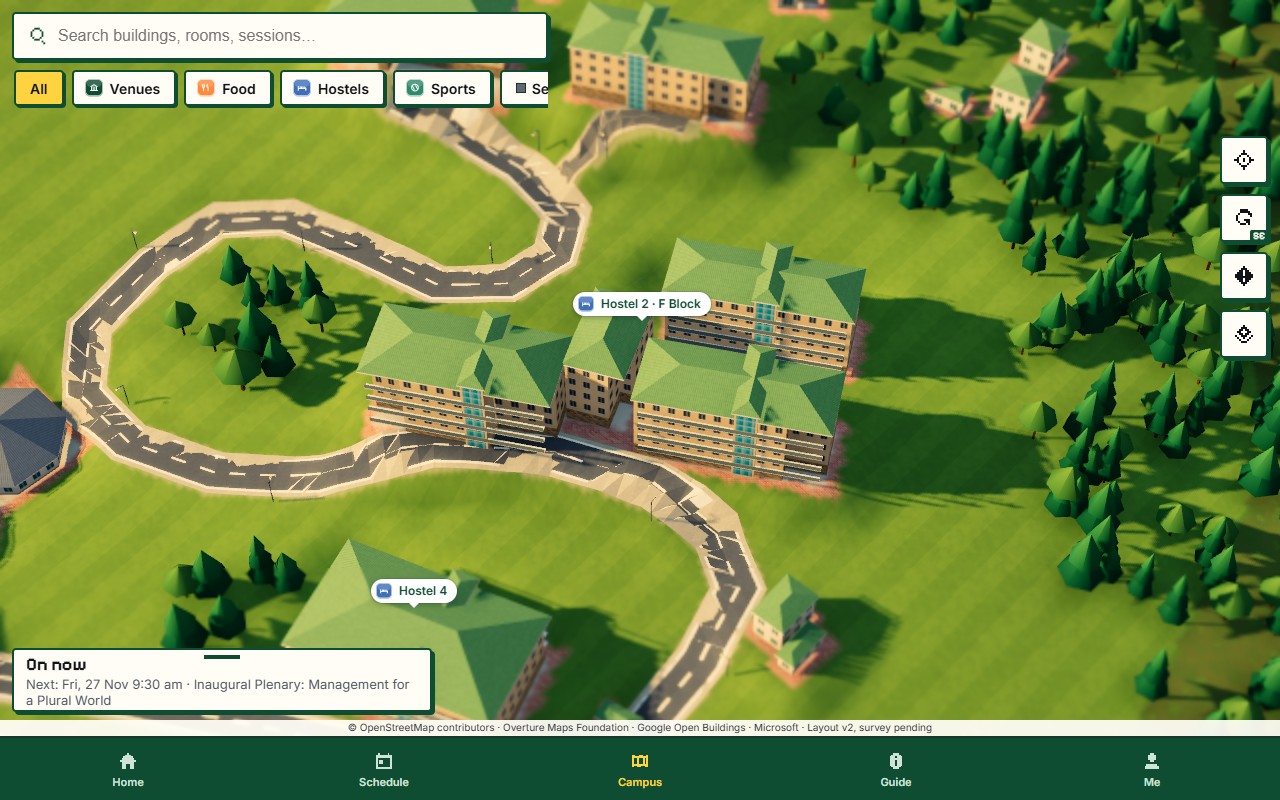 Search buildings, rooms, sessions…
All
Venues
Food
Hostels
Sports
Se
SE
Hostel 2 · F Block
Hostel 4
On now
Next: Fri, 27 Nov 9:30 am · Inaugural Plenary: Management for
a Plural World
© OpenStreetMap contributors · Overture Maps Foundation · Google Open Buildings · Microsoft · Layout v2, survey pending
Home
Schedule
Campus
Guide
Me